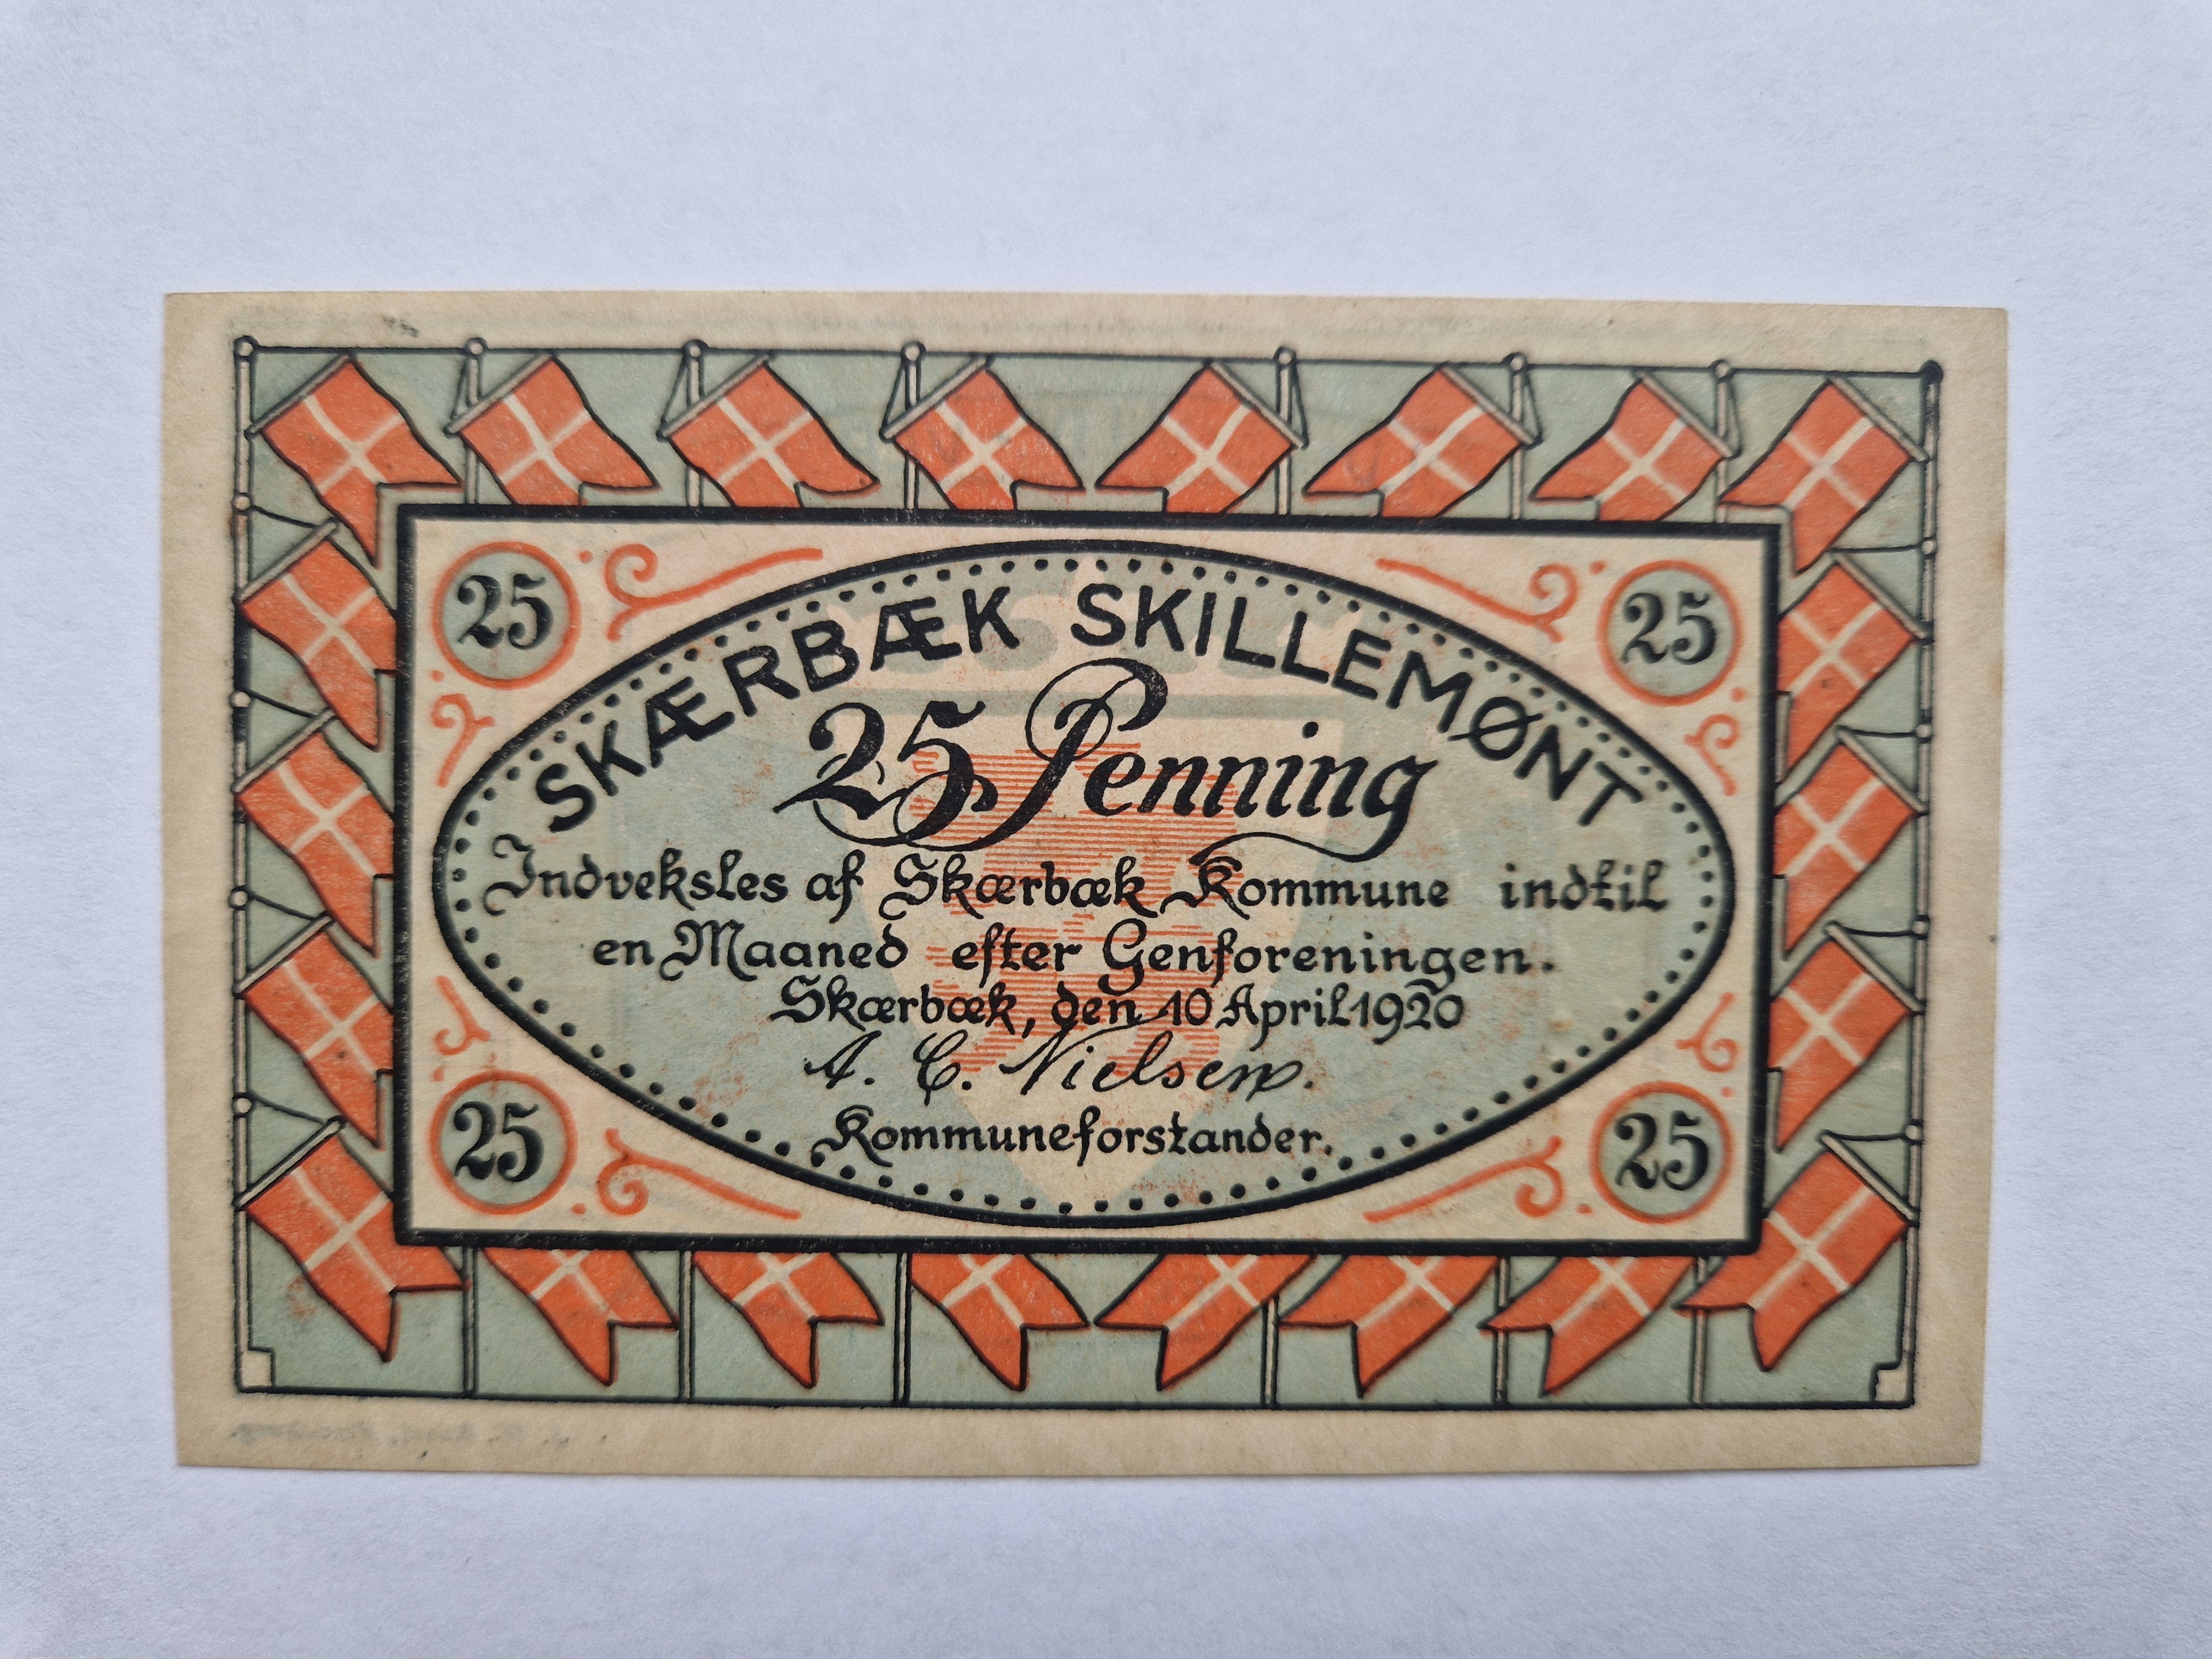 25 25
SKÆRBÆK SKILLEMØNT
25 Penning
Indveksles af Skærbæk Kommune indtil
en Maaned efter Genforeningen.
Skærbæk, den 10 April 1920
A. C. Nielsen.
Kommuneforstander.
25 25